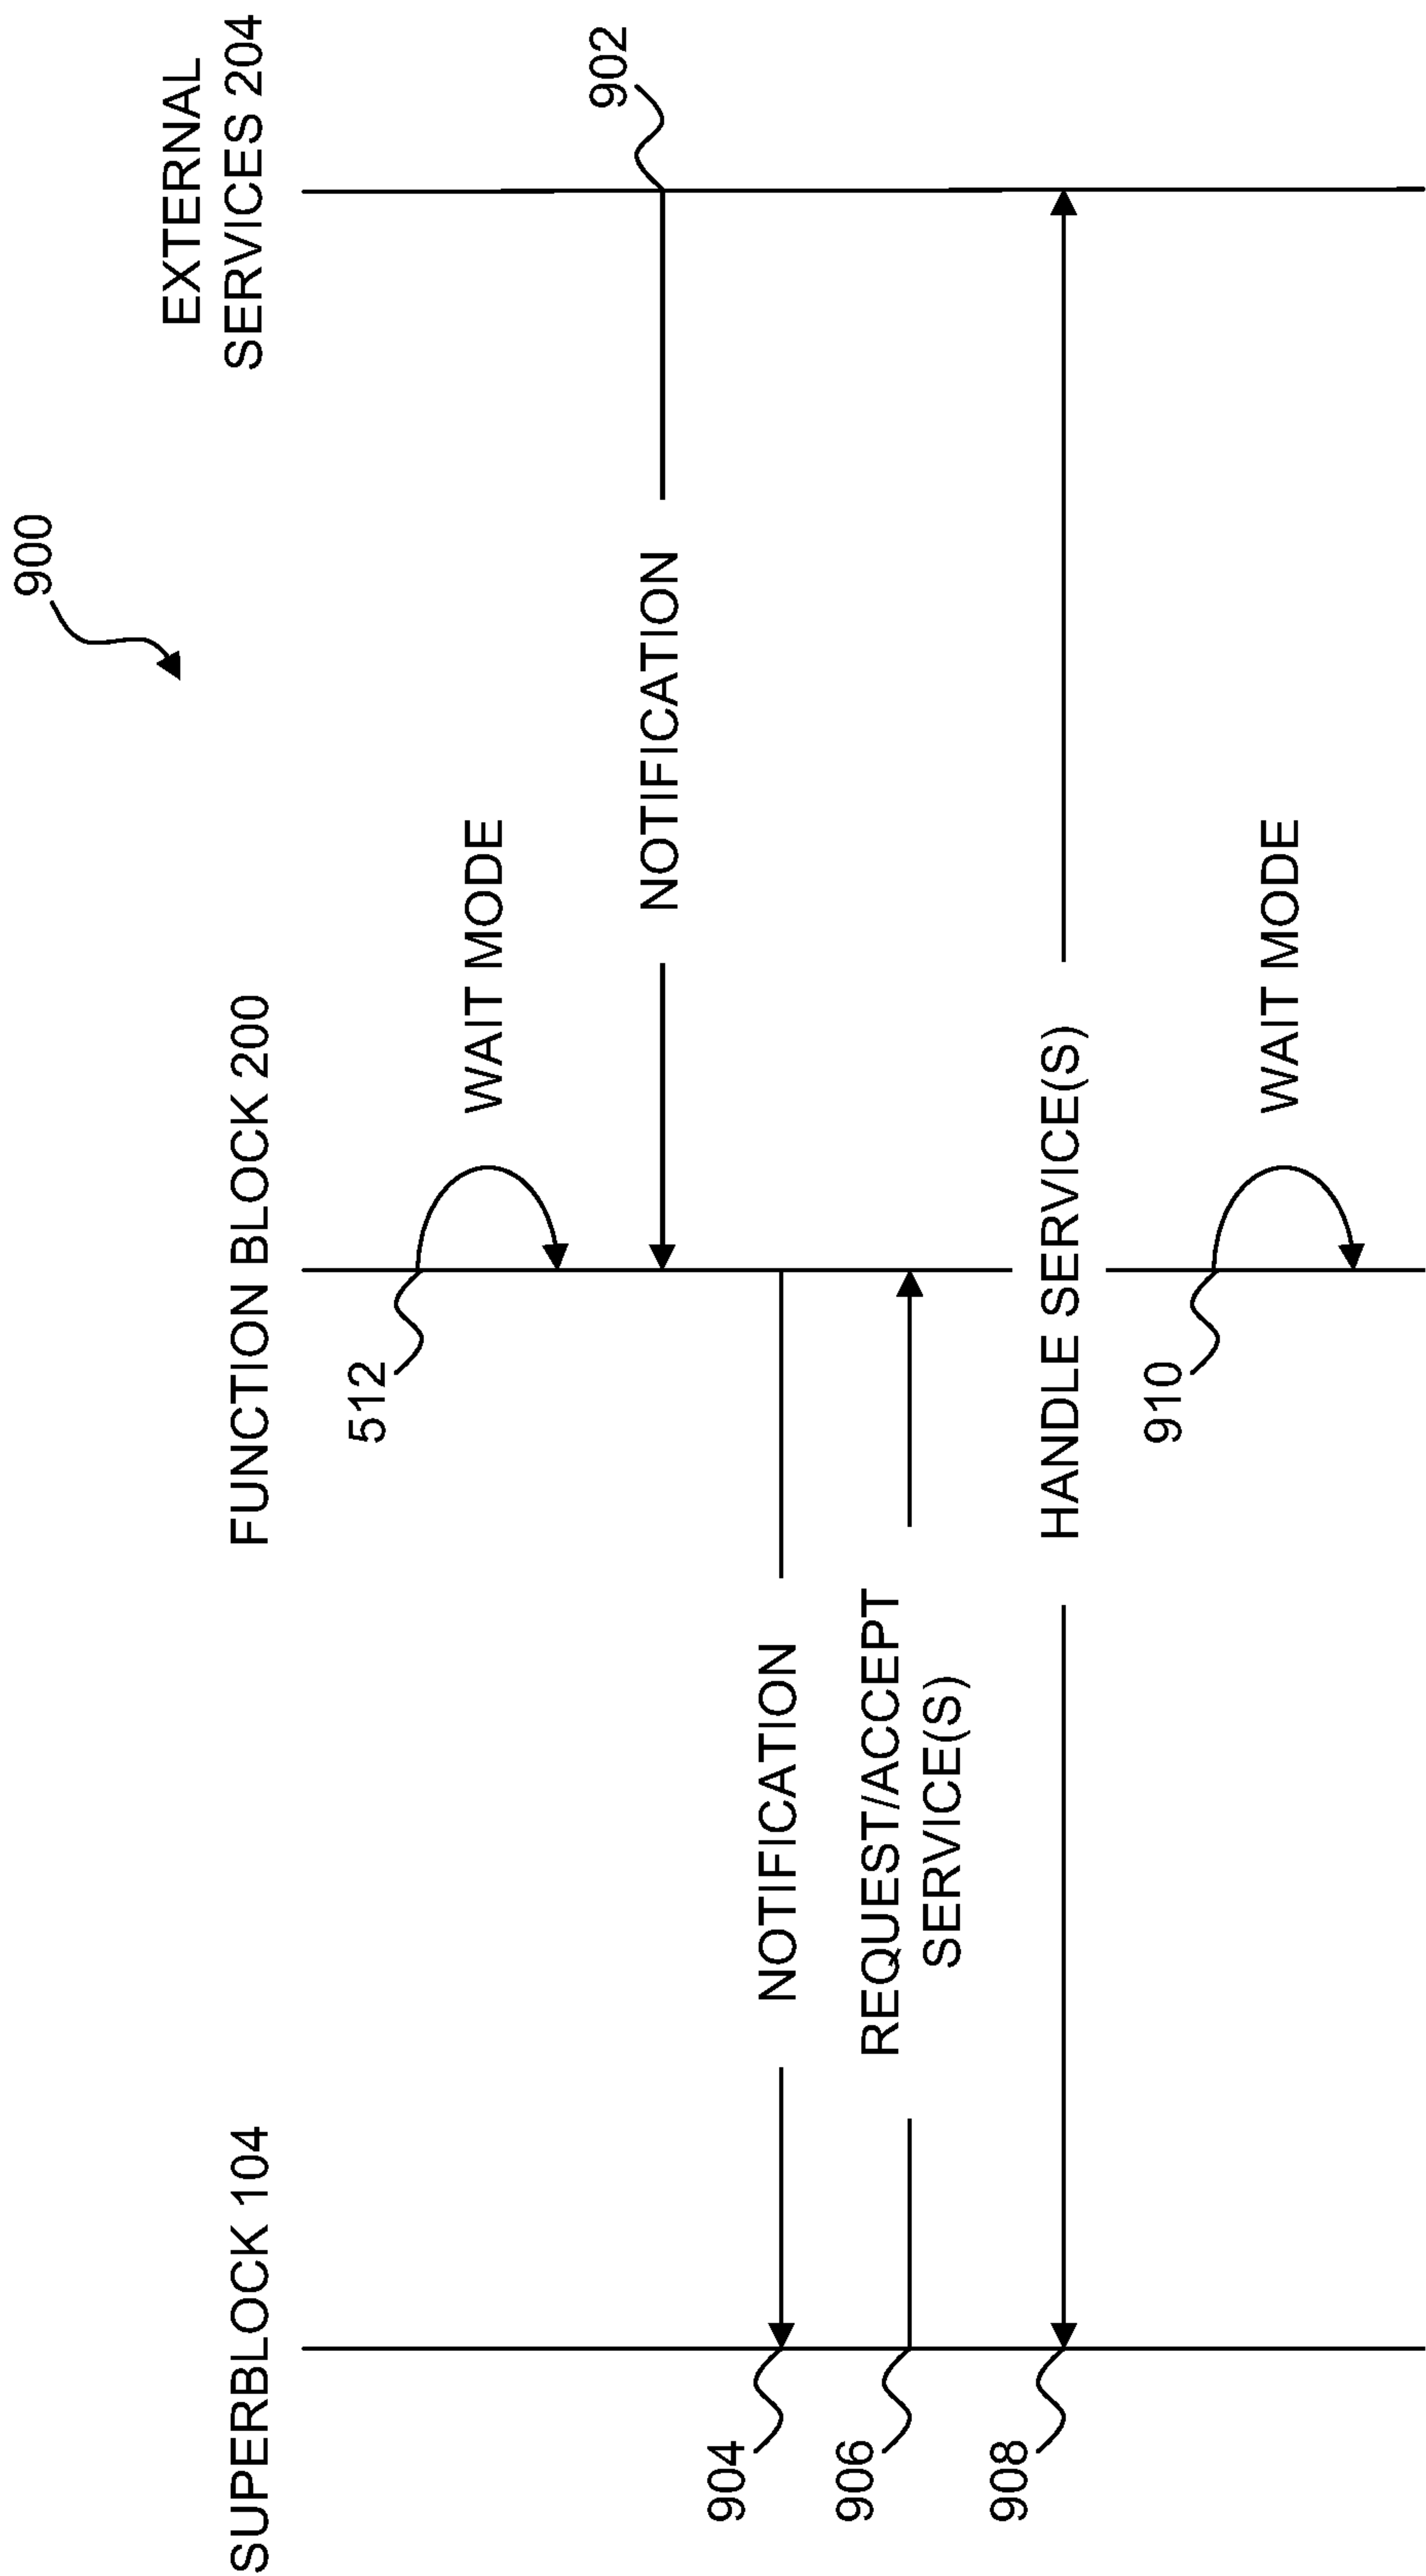 900
SUPERBLOCK 104
FUNCTION BLOCK 200
EXTERNAL
SERVICES 204
512
WAIT MODE
902
NOTIFICATION
904
NOTIFICATION
906
REQUEST/ACCEPT
SERVICE(S)
908
HANDLE SERVICE(S)
910
WAIT MODE